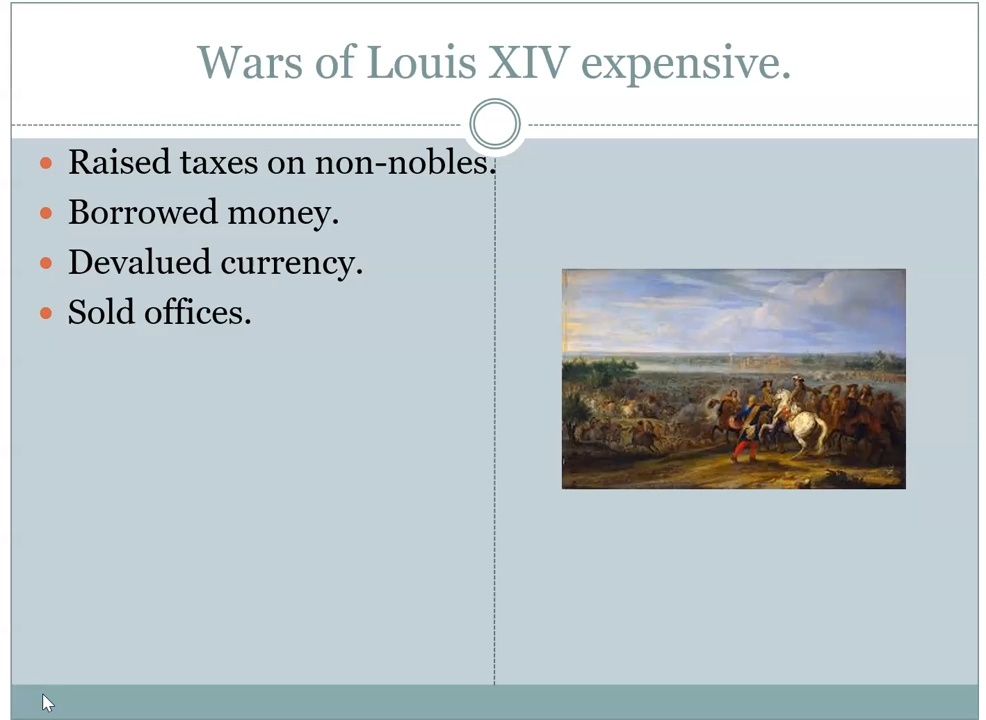 Wars of Louis XIV expensive.
Raised taxes on non-nobles.
Borrowed money.
Devalued currency.
Sold offices.